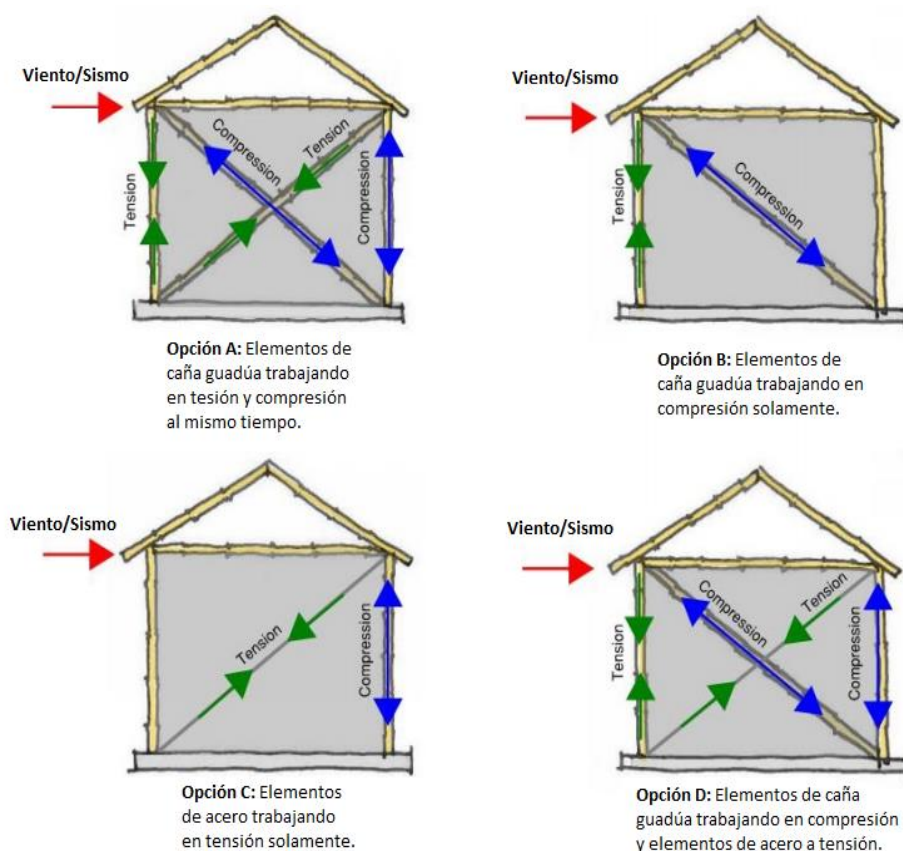 Viento/Sismo
Compression
Tension
Tension
Compression
Opción A: Elementos de
caña guadúa trabajando
en tesión y compresión
al mismo tiempo.
Viento/Sismo
Compression
Tension
Opción B: Elementos de
caña guadúa trabajando en
compresión solamente.
Viento/Sismo
Tension
Compression
Opción C: Elementos
de acero trabajando
en tensión solamente.
Viento/Sismo
Compression
Tension
Tension
Compression
Opción D: Elementos de caña
guadúa trabajando en compresión
y elementos de acero a tensión.